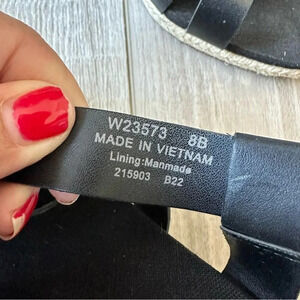 W23573 8B
MADE IN VIETNAM
Lining:Manmade
215903 B22